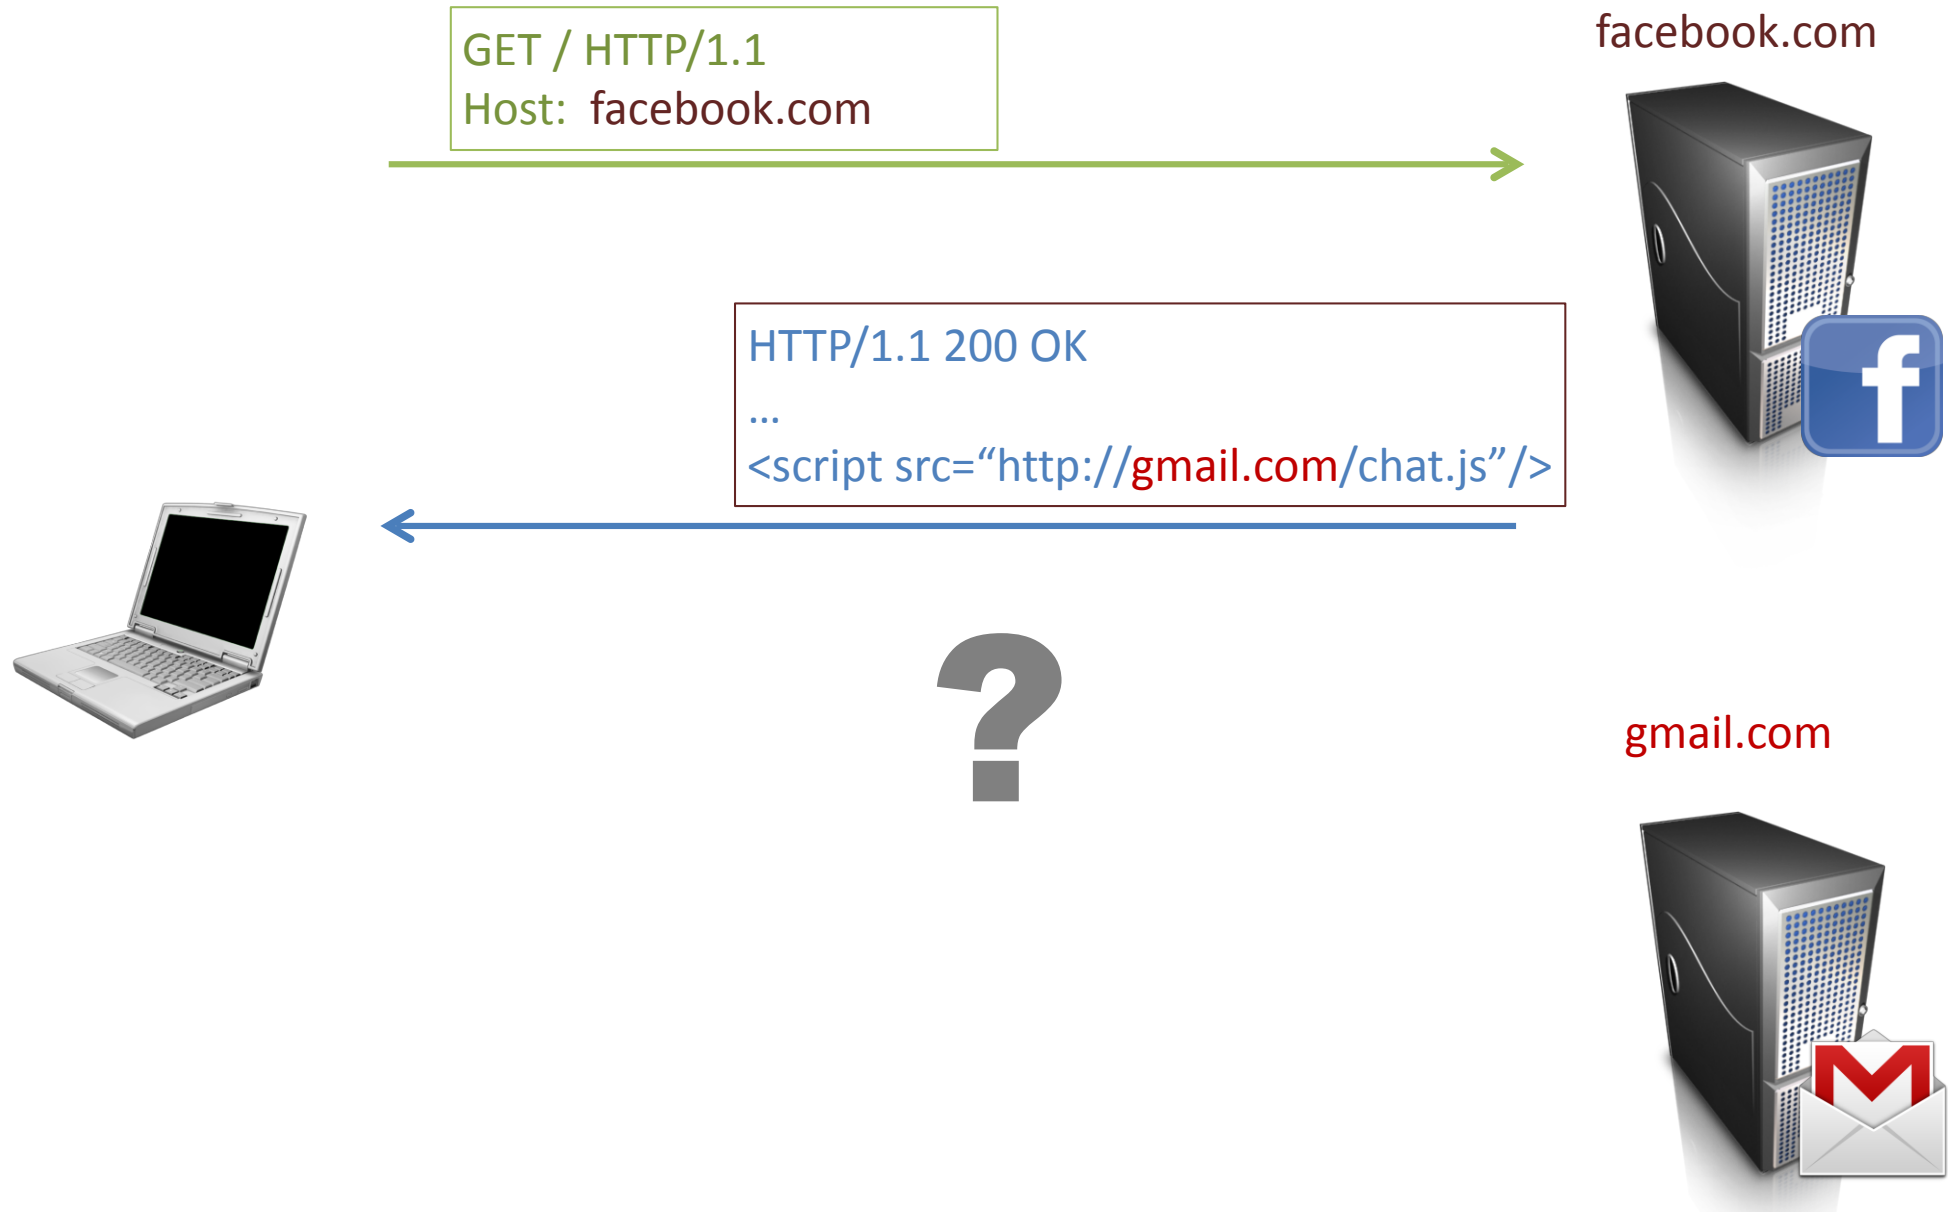 GET / HTTP/1.1
Host: facebook.com
facebook.com
HTTP/1.1 200 OK
…
<script src=“http://gmail.com/chat.js”/>
f
?
gmail.com
M